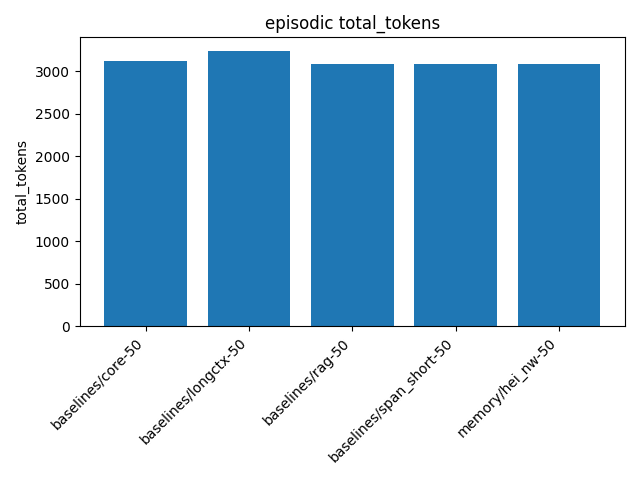 episodic total_tokens
total_tokens
3000
2500
2000
1500
1000
500
0
baselines/core-50
baselines/longctx-50
baselines/rag-50
baselines/span_short-50
memory/hei_nw-50